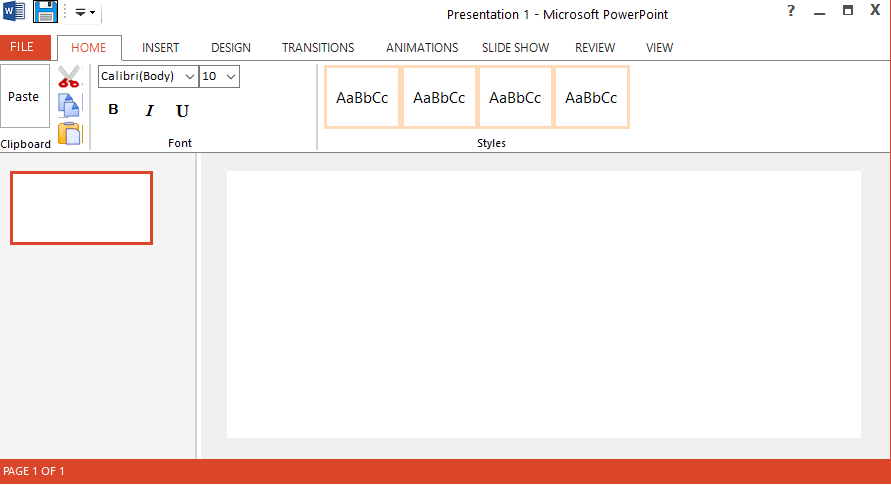 W
Presentation 1 - Microsoft PowerPoint
? X
FILE HOME INSERT DESIGN TRANSITIONS ANIMATIONS SLIDE SHOW REVIEW VIEW
Calibri(Body) 10
Paste
AaBbCc AaBbCc AaBbCc AaBbCc
B I U
Clipboard Font Styles
PAGE 1 OF 1